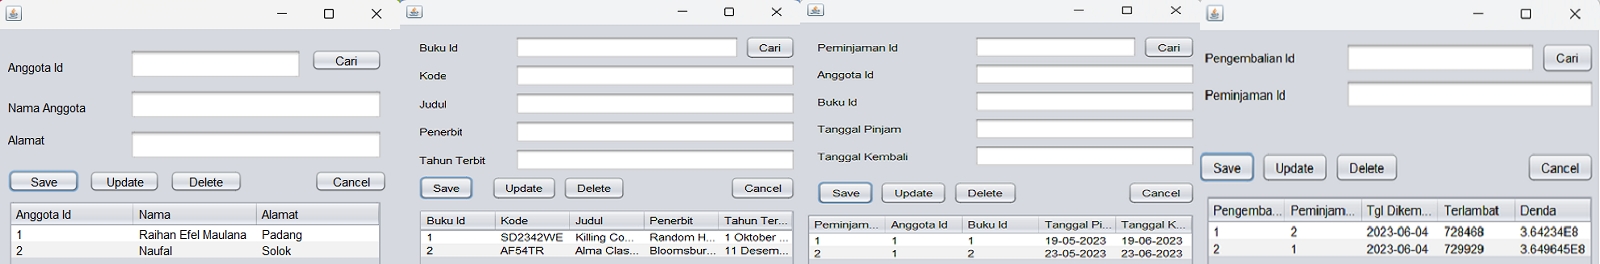 Anggota Id Cari
Nama Anggota
Alamat
Save Update Delete Cancel
Anggota Id Nama Alamat
1 Raihan Efel Maulana Padang
2 Naufal Solok
Buku Id Cari
Kode
Judul
Penerbit
Tahun Terbit
Save Update Delete Cancel
Buku Id Kode Judul Penerbit Tahun Ter...
1 SD2342WE Killing Co... Random H... 1 Oktober ...
2 AF54TR Alma Clas... Bloomsbur... 11 Desem...
Peminjaman Id Cari
Anggota Id
Buku Id
Tanggal Pinjam
Tanggal Kembali
Save Update Delete Cancel
Peminjam... Anggota Id Buku Id Tanggal Pi... Tanggal K...
1 1 1 19-05-2023 19-06-2023
2 1 2 23-05-2023 23-06-2023
Pengembalian Id Cari
Peminjaman Id
Save Update Delete Cancel
Pengemba... Peminjam... Tgl Dikem... Terlambat Denda
1 2 2023-06-04 728468 3.64234E8
2 1 2023-06-04 729929 3.649645E8